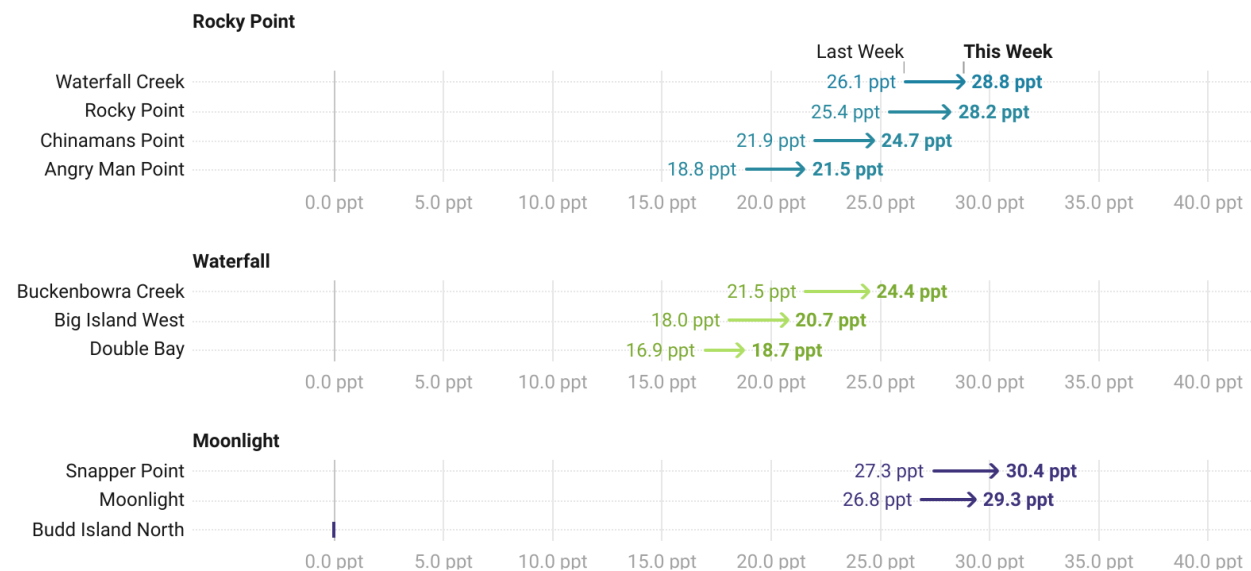 Rocky Point
Last Week This Week
Waterfall Creek 26.1 ppt 28.8 ppt
Rocky Point 25.4 ppt 28.2 ppt
Chinamans Point 21.9 ppt 24.7 ppt
Angry Man Point 18.8 ppt 21.5 ppt
0.0 ppt 5.0 ppt 10.0 ppt 15.0 ppt 20.0 ppt 25.0 ppt 30.0 ppt 35.0 ppt 40.0 ppt
Waterfall
Buckenbowra Creek 21.5 ppt 24.4 ppt
Big Island West 18.0 ppt 20.7 ppt
Double Bay 16.9 ppt 18.7 ppt
0.0 ppt 5.0 ppt 10.0 ppt 15.0 ppt 20.0 ppt 25.0 ppt 30.0 ppt 35.0 ppt 40.0 ppt
Moonlight
Snapper Point 27.3 ppt 30.4 ppt
Moonlight 26.8 ppt 29.3 ppt
Budd Island North
0.0 ppt 5.0 ppt 10.0 ppt 15.0 ppt 20.0 ppt 25.0 ppt 30.0 ppt 35.0 ppt 40.0 ppt